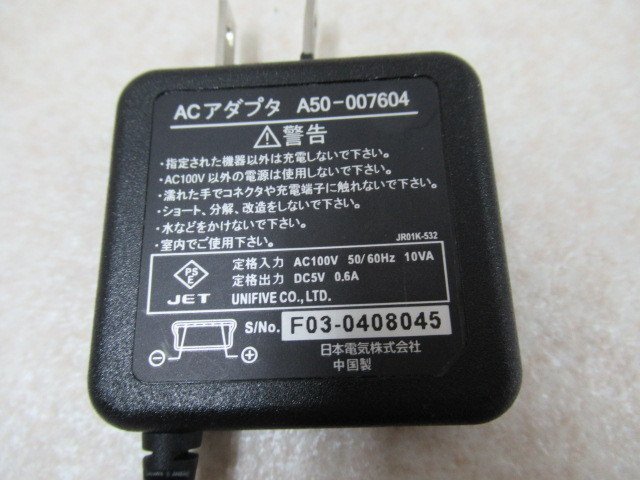 ACアダプタ A50-007604
警告
・指定された機器以外は充電しないで下さい。
・AC100V 以外の電源は使用しないで下さい。
・濡れた手でコネクタや充電端子に触れないで下さい。
・ショート、分解、改造をしないで下さい。
・水などをかけないで下さい。
・室内でご使用下さい。
JR01K-532
PS
E
JET
定格入力 AC100V 50/60Hz 10VA
定格出力 DC5V 0.6A
UNIFIVE CO., LTD.
S/No. F03-0408045
日本電気株式会社
中国製